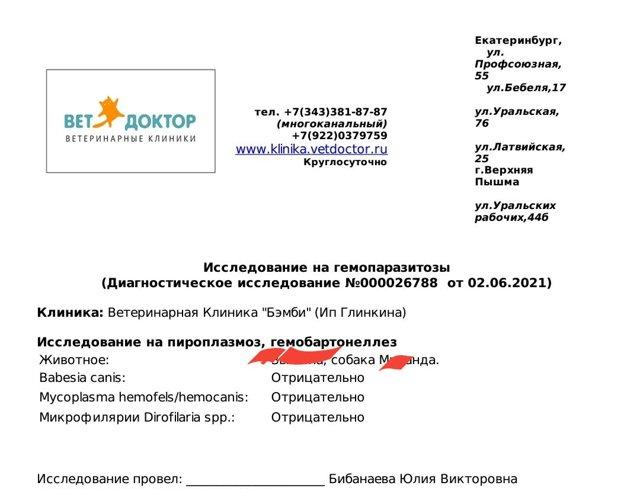 ВЕТ ДОКТОР
ВЕТЕРИНАРНЫЕ КЛИНИКИ
тел. +7(343)381-87-87
(многоканальный)
+7(922)0379759
www.klinika.vetdoctor.ru
Круглосуточно
Екатеринбург,
ул.
Профсоюзная,
55
ул.Бебеля,17
ул.Уральская,
76
ул.Латвийская,
25
г.Верхняя
Пышма
ул.Уральских
рабочих,44б
Исследование на гемопаразитозы
(Диагностическое исследование №000026788 от 02.06.2021)
Клиника: Ветеринарная Клиника "Бэмби" (Ип Глинкина)
Исследование на пироплазмоз, гемобартонеллез
Животное: собака
Babesia canis: Отрицательно
Mycoplasma hemofels/hemocanis: Отрицательно
Микрофилярии Dirofilaria spp.: Отрицательно
Исследование провел: ______________________ Бибанаева Юлия Викторовна